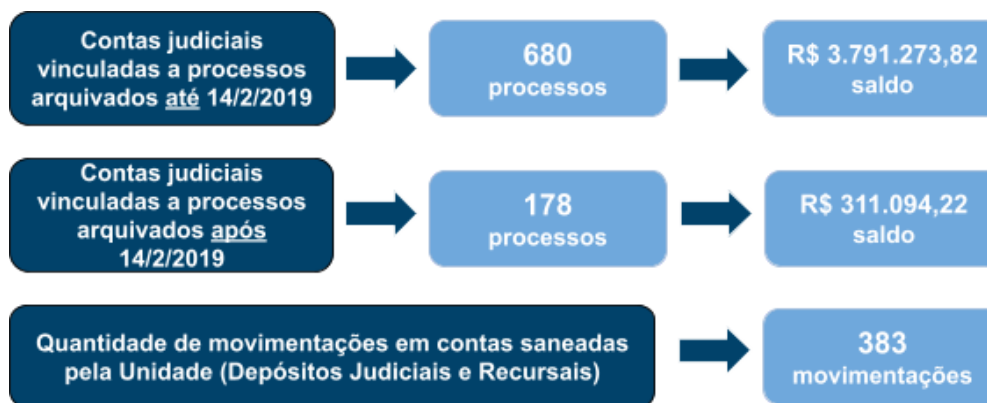 Contas judiciais
vinculadas a processos
arquivados até 14/2/2019
680
processos
R$ 3.791.273,82
saldo
Contas judiciais
vinculadas a processos
arquivados após
14/2/2019
178
processos
R$ 311.094,22
saldo
Quantidade de movimentações em contas saneadas
pela Unidade (Depósitos Judiciais e Recursais)
383
movimentações